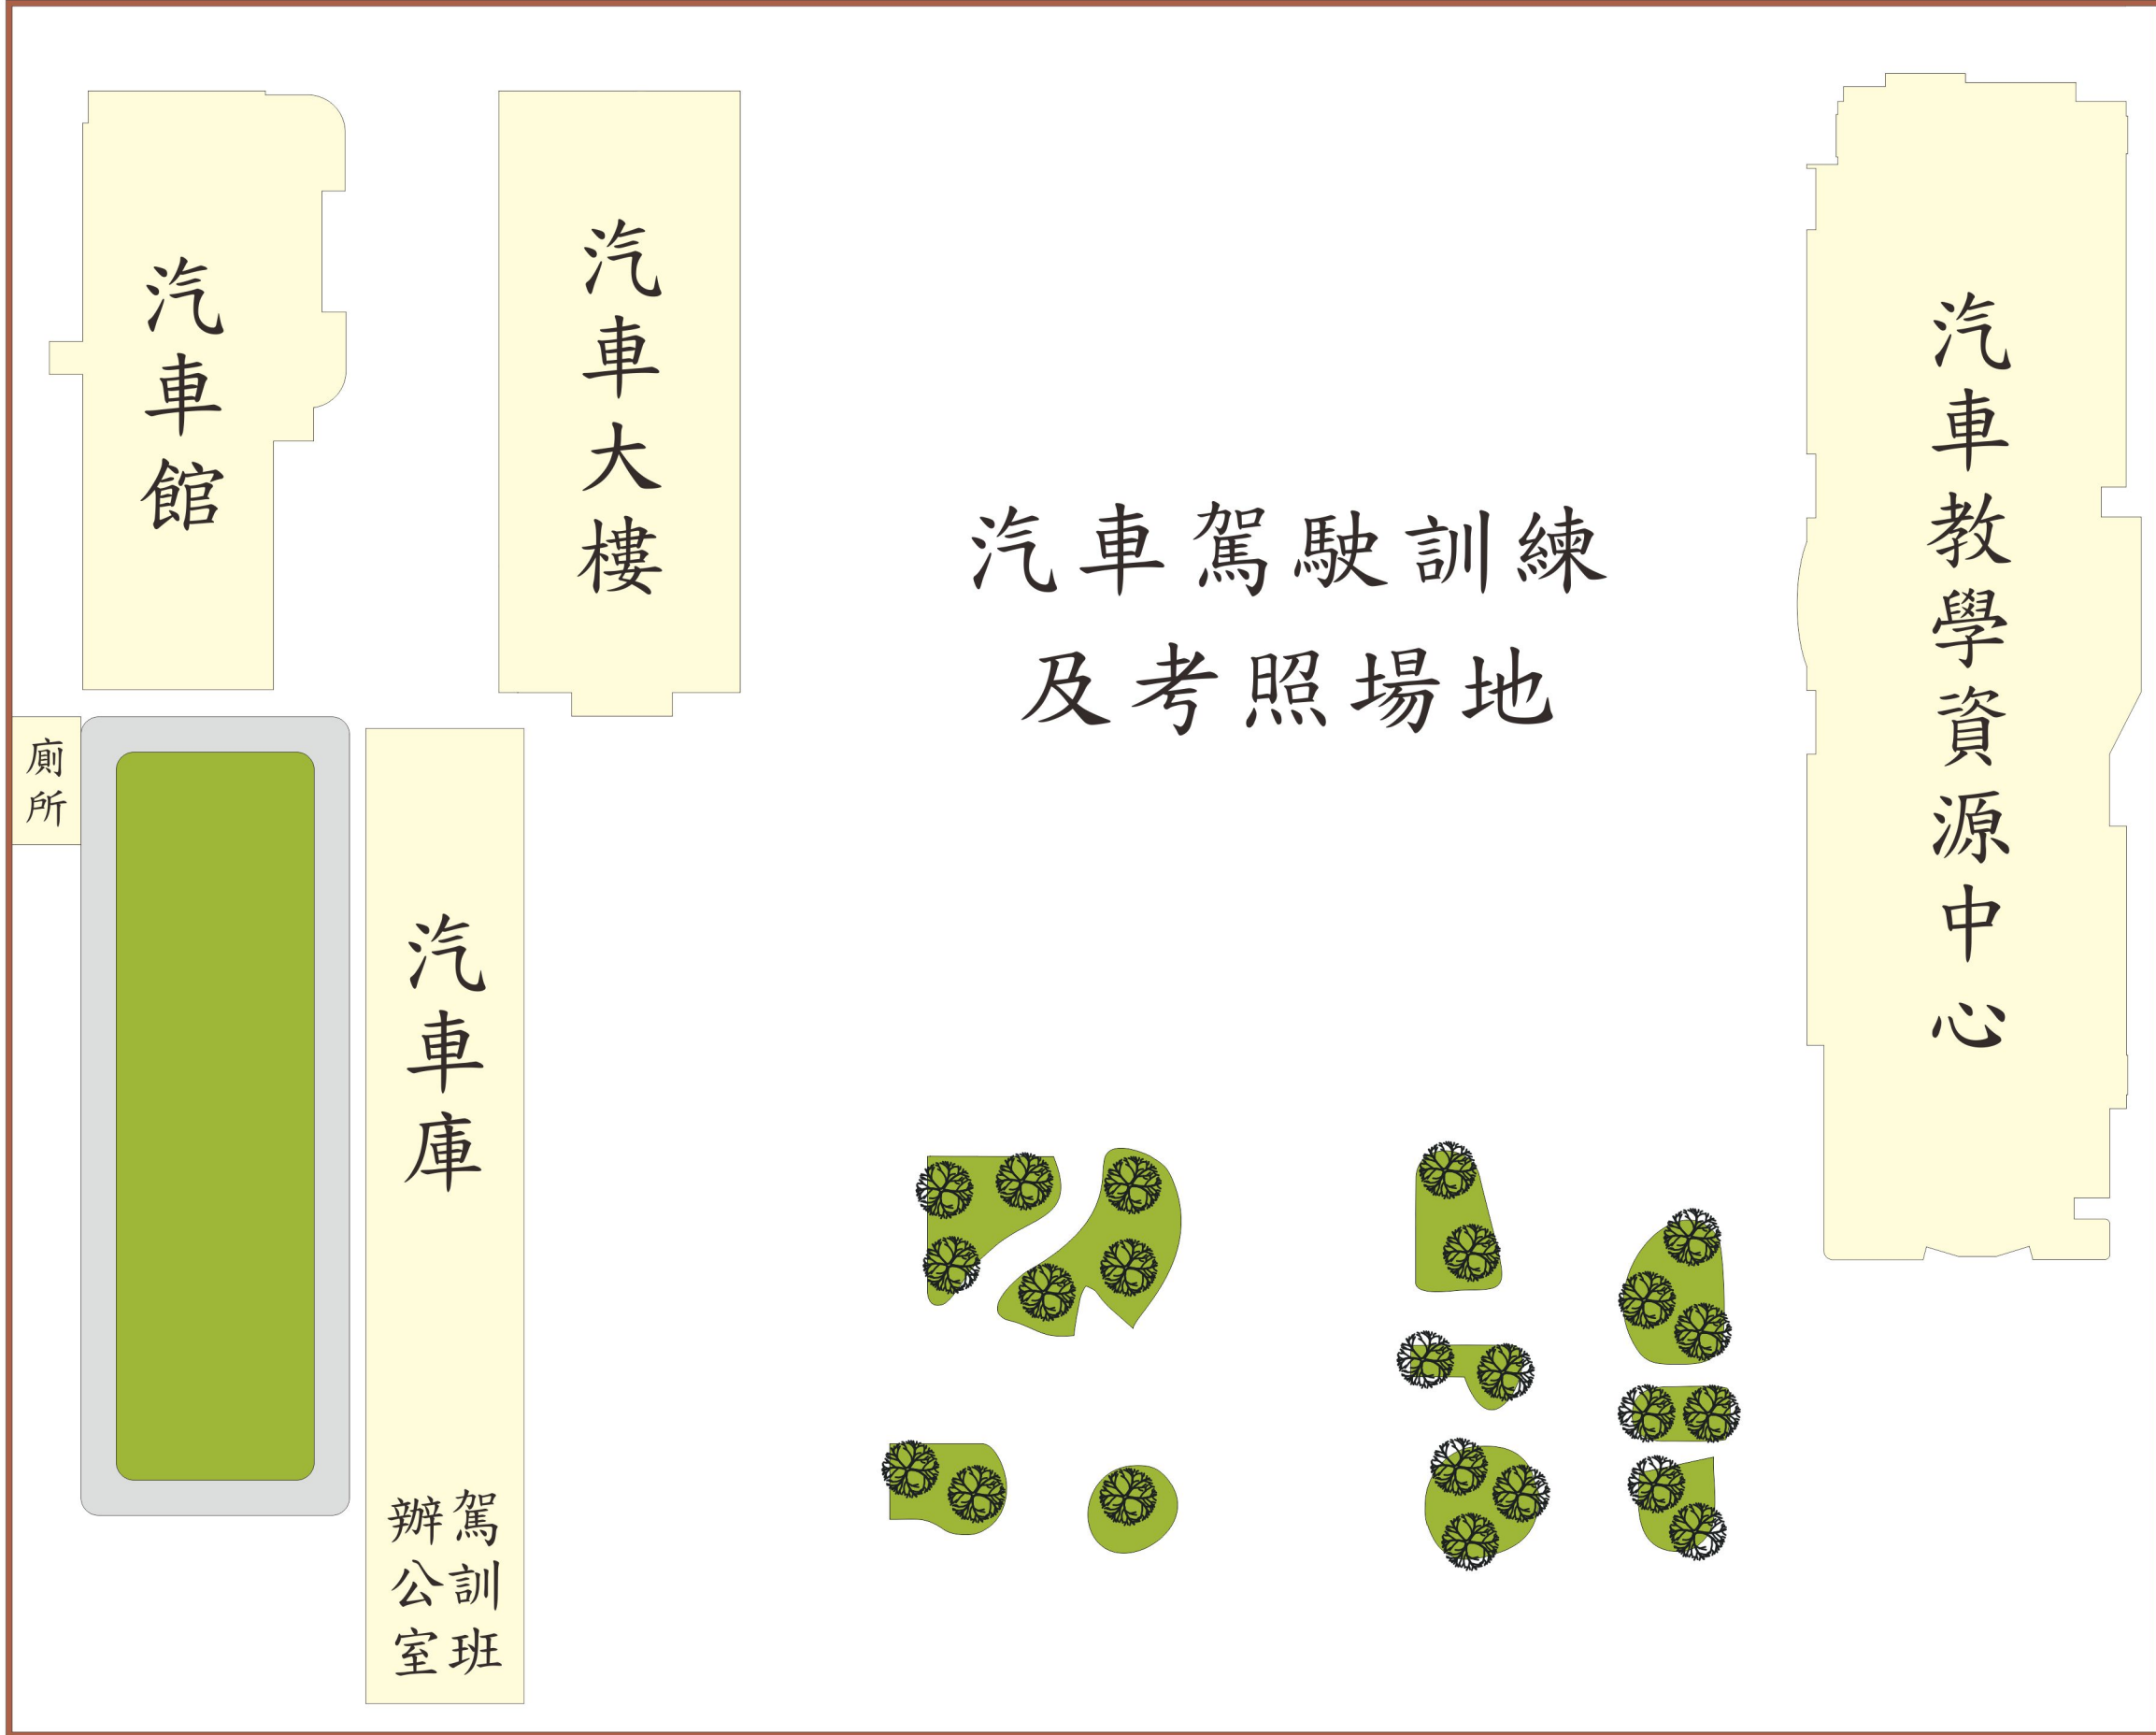 汽車館
汽車大樓
汽車駕駛訓練
及考照場地
汽車教學資源中心
廁所
汽車庫
駕訓班
辦公室